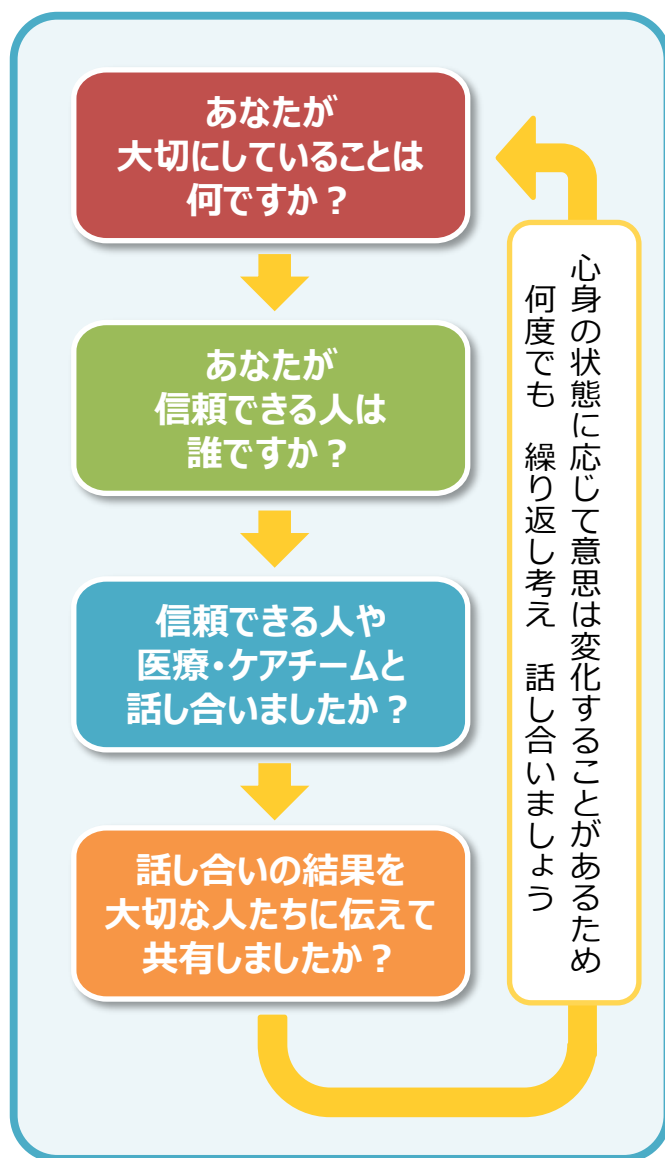 あなたが
大切にしていることは
何ですか？
あなたが
信頼できる人は
誰ですか？
信頼できる人や
医療・ケアチームと
話し合いましたか？
話し合いの結果を
大切な人たちに伝えて
共有しましたか？
心身の状態に応じて意思は変化することがあるため
何度でも　繰り返し考え　話し合いましょう